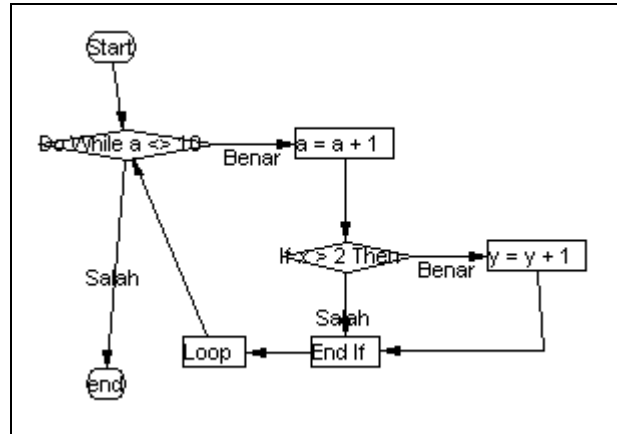 Start
Do While a <> 10
Benar
a = a + 1
If > 2 Then
Benar
y = y + 1
Salah
Salah
Loop
End If
end